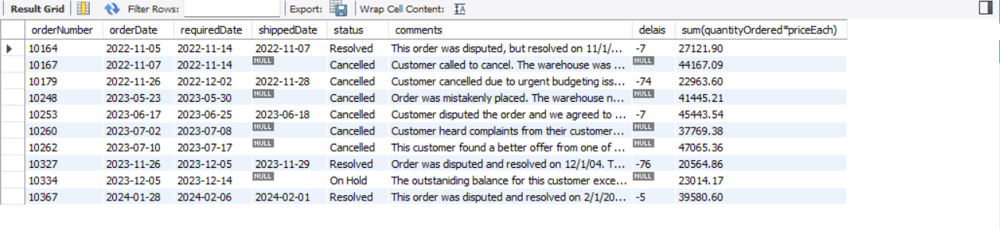 Result Grid Filter Rows: Export: Wrap Cell Content: IA
orderNumber orderDate requiredDate shippedDate status comments delais sum(quantityOrdered*priceEach)
10164 2022-11-05 2022-11-14 2022-11-07 Resolved This order was disputed, but resolved on 11/1/... -7 27121.90
10167 2022-11-07 2022-11-14 NULL Cancelled Customer called to cancel. The warehouse was ... NULL 44167.09
10179 2022-11-26 2022-12-02 2022-11-28 Cancelled Customer cancelled due to urgent budgeting iss... -74 22963.60
10248 2023-05-23 2023-05-30 NULL Cancelled Order was mistakenly placed. The warehouse n... NULL 41445.21
10253 2023-06-17 2023-06-25 2023-06-18 Cancelled Customer disputed the order and we agreed to ... -7 45443.54
10260 2023-07-02 2023-07-08 NULL Cancelled Customer heard complaints from their customer... NULL 37769.38
10262 2023-07-10 2023-07-17 NULL Cancelled This customer found a better offer from one of ... NULL 47065.36
10327 2023-11-26 2023-12-05 2023-11-29 Resolved Order was disputed and resolved on 12/1/04. T... -76 20564.86
10334 2023-12-05 2023-12-14 NULL On Hold The outstaniding balance for this customer exce... NULL 23014.17
10367 2024-01-28 2024-02-06 2024-02-01 Resolved This order was disputed and resolved on 2/1/20... -5 39580.60